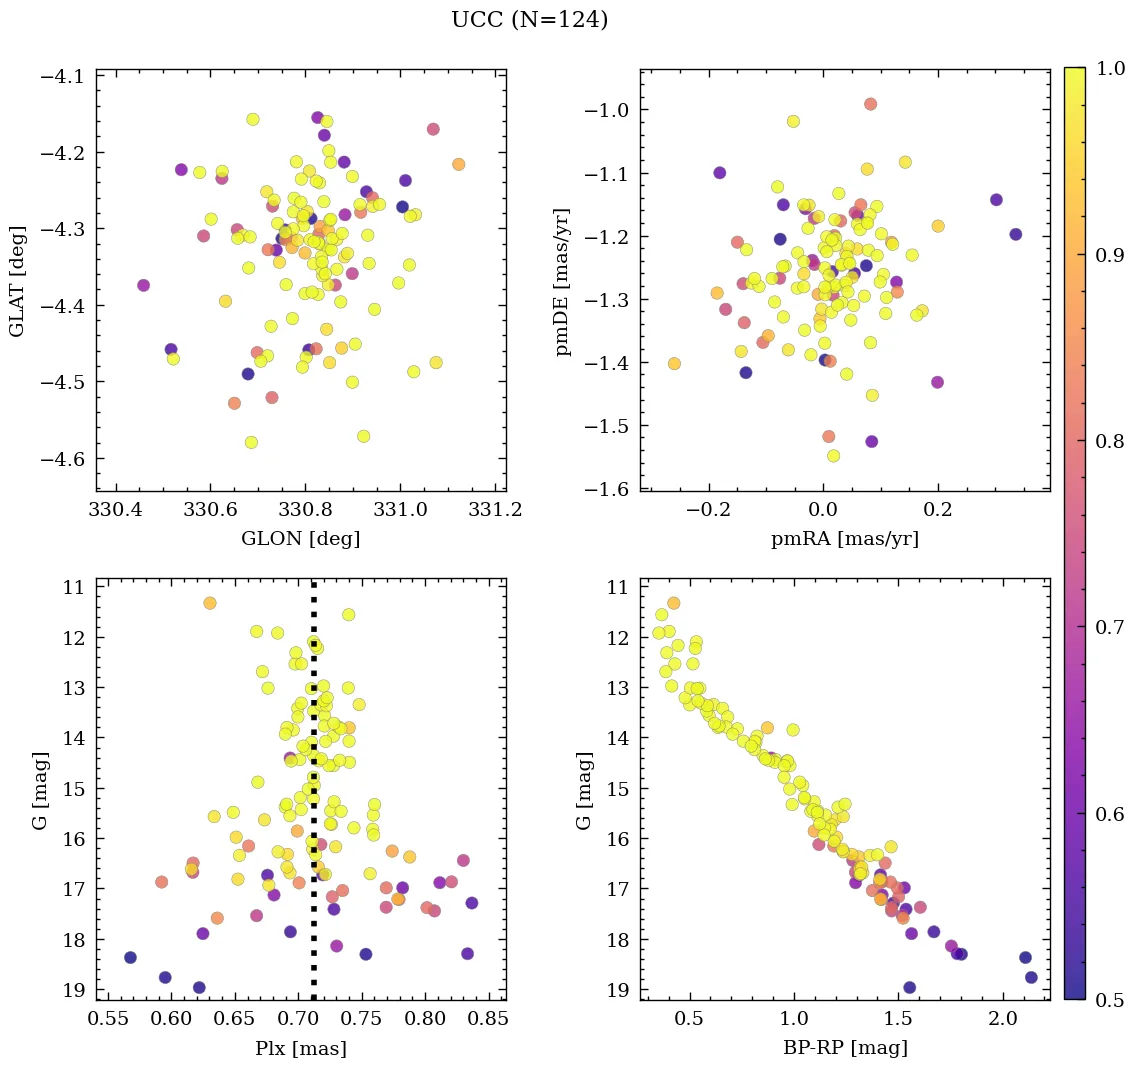 UCC (N=124)
−4.1
−4.2
−4.3
−4.4
−4.5
−4.6
GLAT [deg]
330.4 330.6 330.8 331.0 331.2
GLON [deg]
−1.0
−1.1
−1.2
−1.3
−1.4
−1.5
−1.6
pmDE [mas/yr]
−0.2 0.0 0.2
pmRA [mas/yr]
11
12
13
14
15
16
17
18
19
G [mag]
0.55 0.60 0.65 0.70 0.75 0.80 0.85
Plx [mas]
11
12
13
14
15
16
17
18
19
G [mag]
0.5 1.0 1.5 2.0
BP-RP [mag]
1.0
0.9
0.8
0.7
0.6
0.5